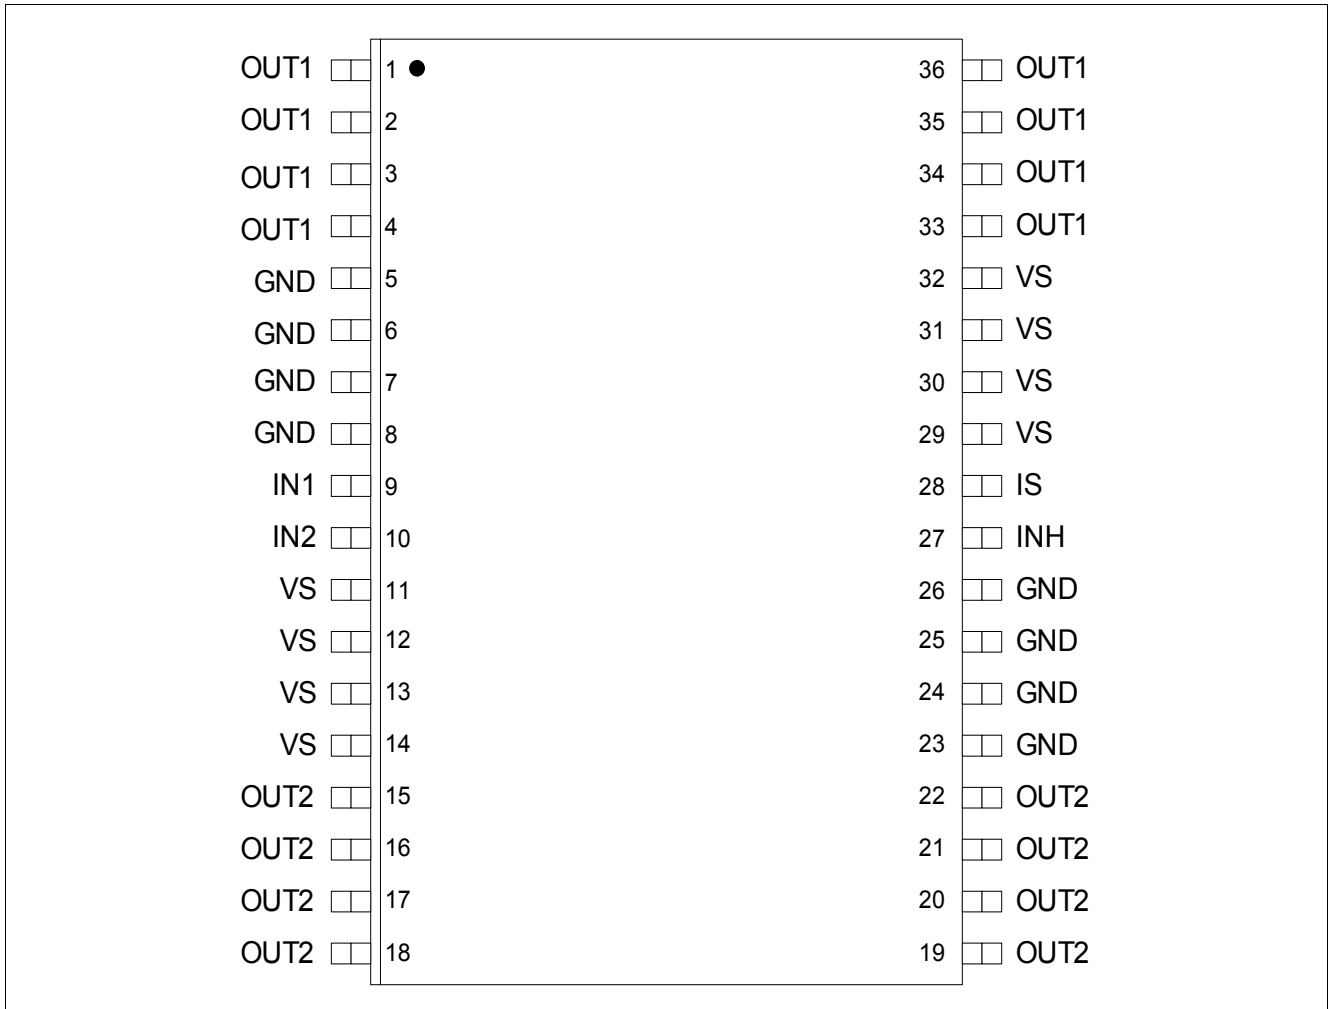 OUT1 1 36 OUT1
OUT1 2 35 OUT1
OUT1 3 34 OUT1
OUT1 4 33 OUT1
GND 5 32 VS
GND 6 31 VS
GND 7 30 VS
GND 8 29 VS
IN1 9 28 IS
IN2 10 27 INH
VS 11 26 GND
VS 12 25 GND
VS 13 24 GND
VS 14 23 GND
OUT2 15 22 OUT2
OUT2 16 21 OUT2
OUT2 17 20 OUT2
OUT2 18 19 OUT2